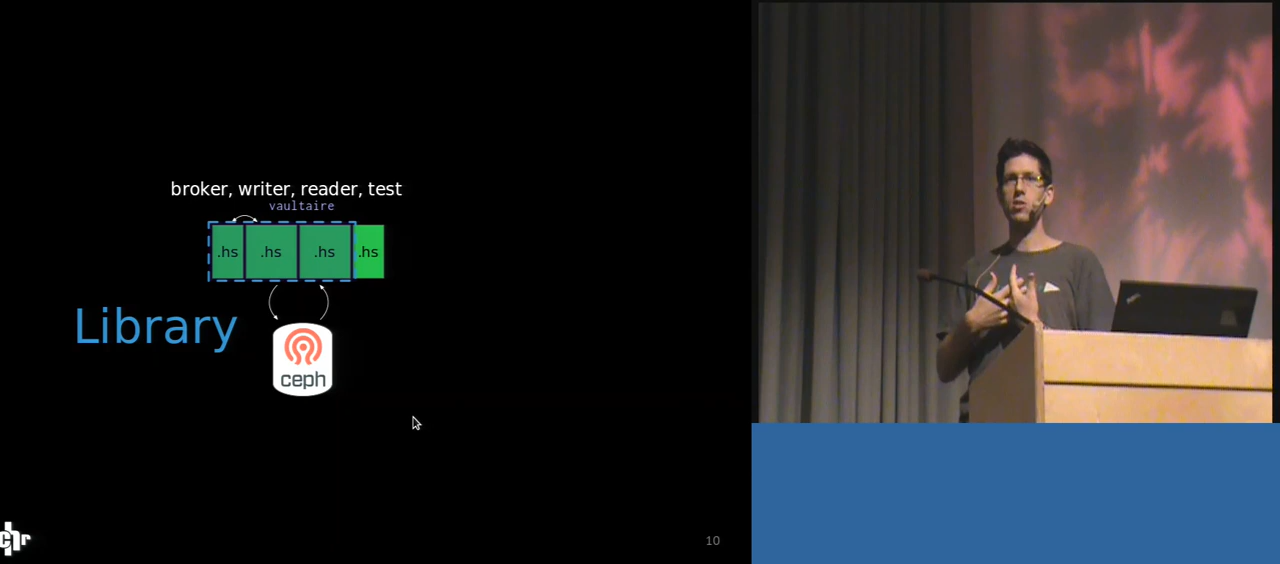 broker, writer, reader, test
vaultaire
.hs .hs .hs .hs
Library
ceph
10